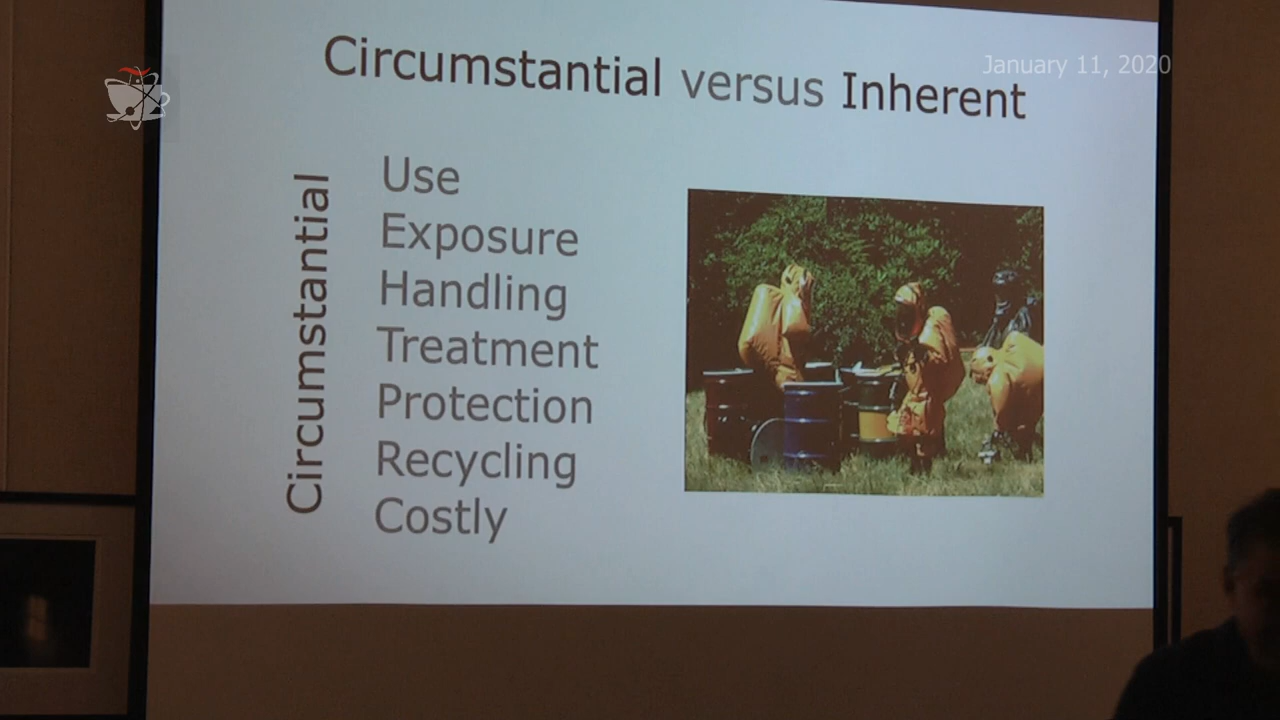 Circumstantial versus Inherent
January 11, 2020
Circumstantial
Use
Exposure
Handling
Treatment
Protection
Recycling
Costly